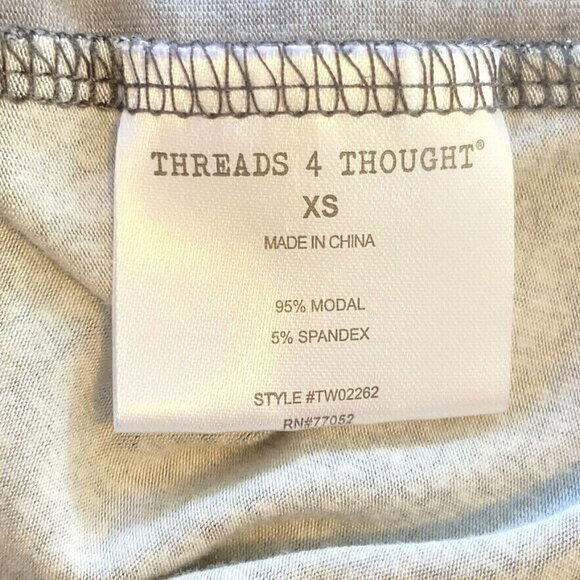 THREADS 4 THOUGHT®
XS
MADE IN CHINA
95% MODAL
5% SPANDEX
STYLE #TW02262
RN#77052